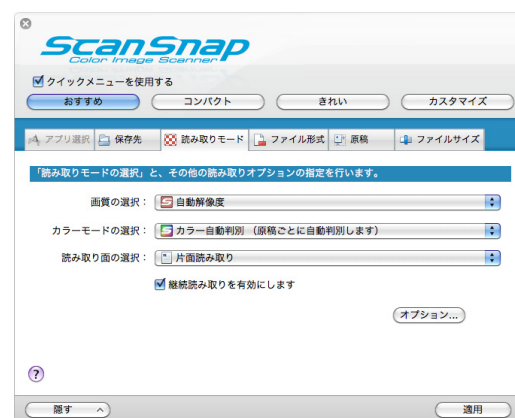 ScanSnap
Color Image Scanner
クイックメニューを使用する
おすすめ コンパクト きれい カスタマイズ
アプリ選択 保存先 読み取りモード ファイル形式 原稿 ファイルサイズ
「読み取りモードの選択」と、その他の読み取りオプションの指定を行います。
画質の選択： 自動解像度
カラーモードの選択： カラー自動判別 （原稿ごとに自動判別します）
読み取り面の選択： 片面読み取り
継続読み取りを有効にします
オプション...
?
隠す 適用